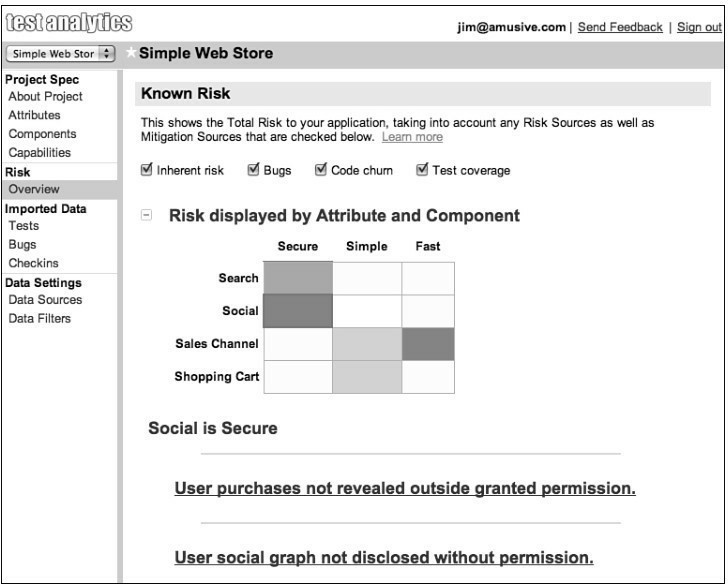 test analytics
jim@amusive.com | Send Feedback | Sign out
Simple Web Stor
Simple Web Store
Project Spec
About Project
Attributes
Components
Capabilities
Risk
Overview
Imported Data
Tests
Bugs
Checkins
Data Settings
Data Sources
Data Filters
Known Risk
This shows the Total Risk to your application, taking into account any Risk Sources as well as
Mitigation Sources that are checked below. Learn more
Inherent risk Bugs Code churn Test coverage
Risk displayed by Attribute and Component
Secure Simple Fast
Search
Social
Sales Channel
Shopping Cart
Social is Secure
User purchases not revealed outside granted permission.
User social graph not disclosed without permission.